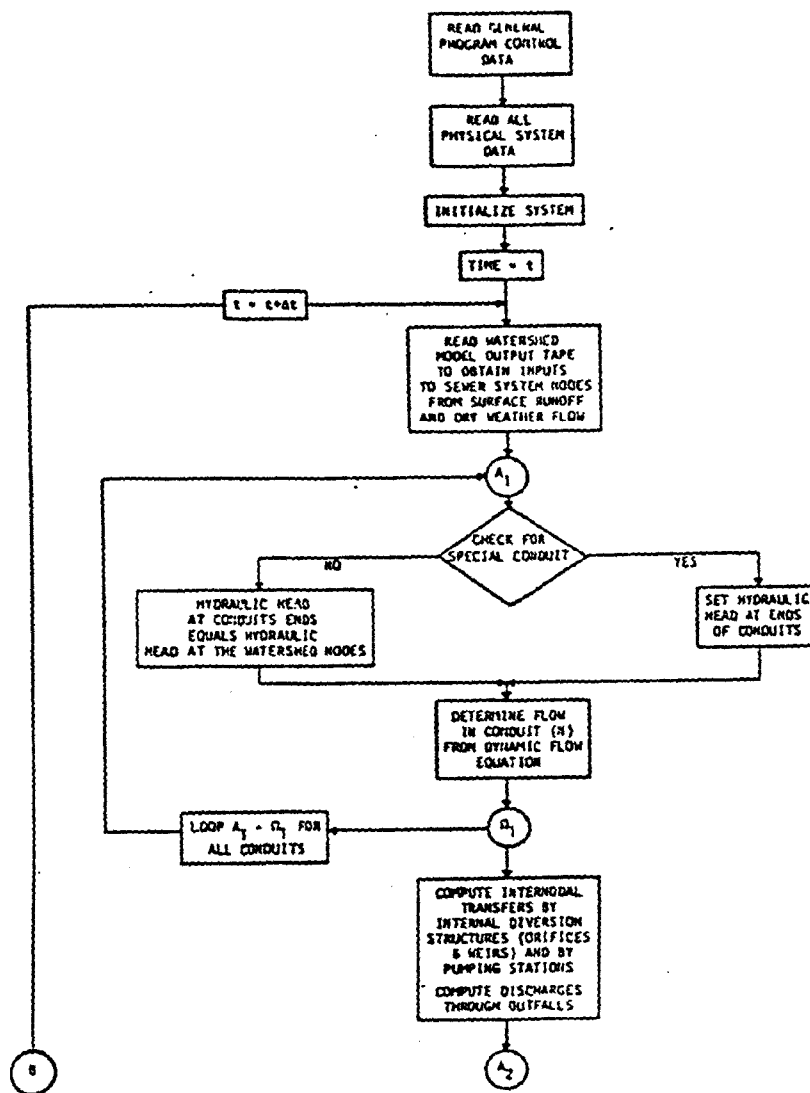 READ GENERAL
PROGRAM CONTROL
DATA
READ ALL
PHYSICAL SYSTEM
DATA
INITIALIZE SYSTEM
TIME = t
t = t+Δt
READ WATERSHED
MODEL OUTPUT TAPE
TO OBTAIN INPUTS
TO SEWER SYSTEM NODES
FROM SURFACE RUNOFF
AND DRY WEATHER FLOW
A1
CHECK FOR
SPECIAL CONDUIT
NO
YES
HYDRAULIC HEAD
AT CONDUITS ENDS
EQUALS HYDRAULIC
HEAD AT THE WATERSHED NODES
SET HYDRAULIC
HEAD AT ENDS
OF CONDUITS
DETERMINE FLOW
IN CONDUIT (N)
FROM DYNAMIC FLOW
EQUATION
Ω1
LOOP A1 - Ω1 FOR
ALL CONDUITS
COMPUTE INTERNODAL
TRANSFERS BY
INTERNAL DIVERSION
STRUCTURES (ORIFICES
& WEIRS) AND BY
PUMPING STATIONS
COMPUTE DISCHARGES
THROUGH OUTFALLS
A2